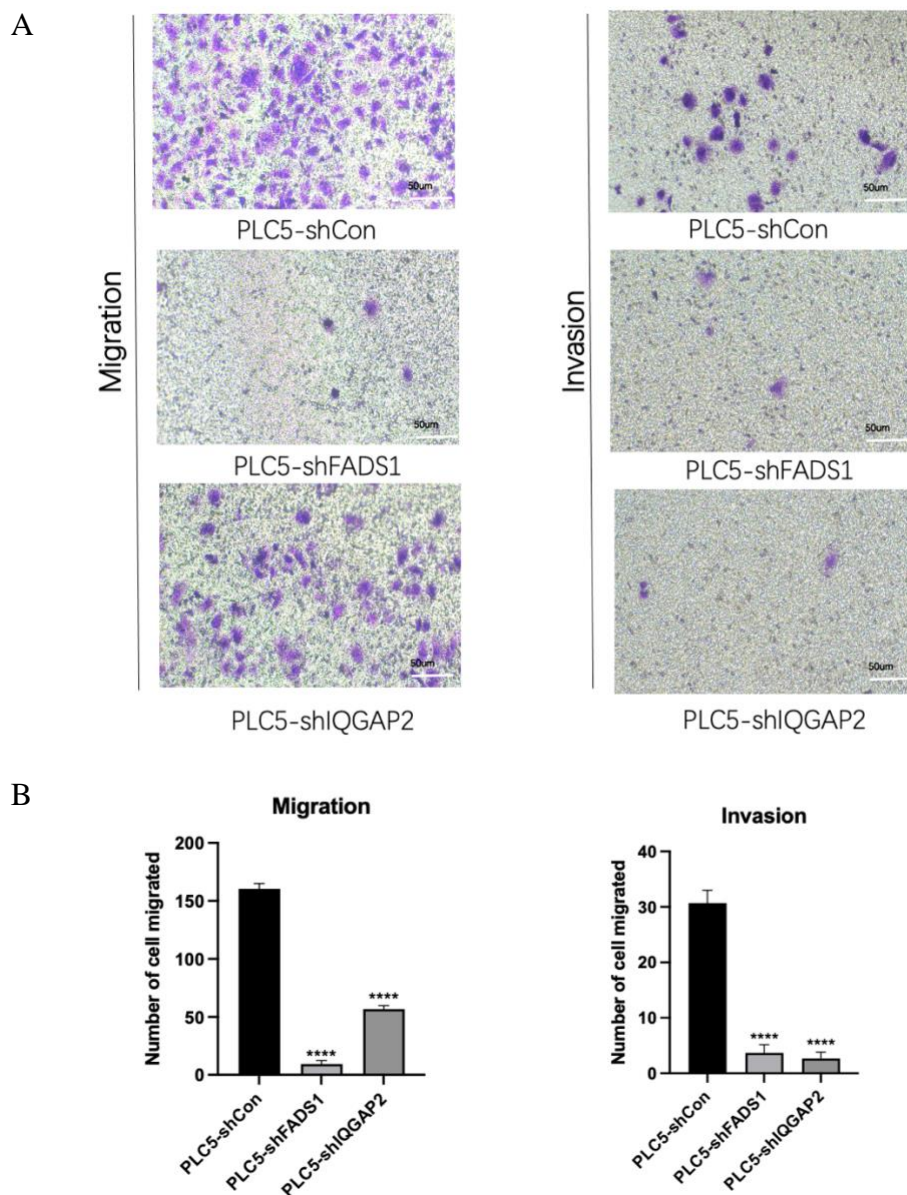 A
Migration
50um
PLC5-shCon
50um
PLC5-shFADS1
50um
PLC5-shIQGAP2
Invasion
50um
PLC5-shCon
50um
PLC5-shFADS1
50um
PLC5-shIQGAP2
B
Migration
Number of cell migrated
200
150
100
50
0
****
****
PLC5-shCon
PLC5-shFADS1
PLC5-shIQGAP2
Invasion
Number of cell migrated
40
30
20
10
0
****
****
PLC5-shCon
PLC5-shFADS1
PLC5-shIQGAP2